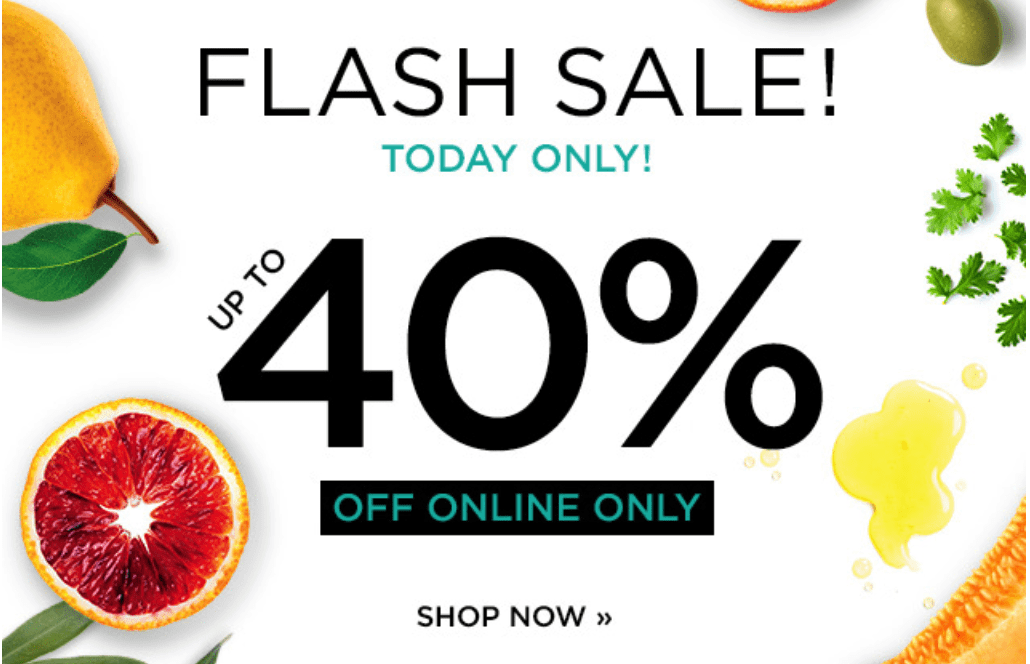 FLASH SALE!
TODAY ONLY!
UP TO
40%
OFF ONLINE ONLY
SHOP NOW »